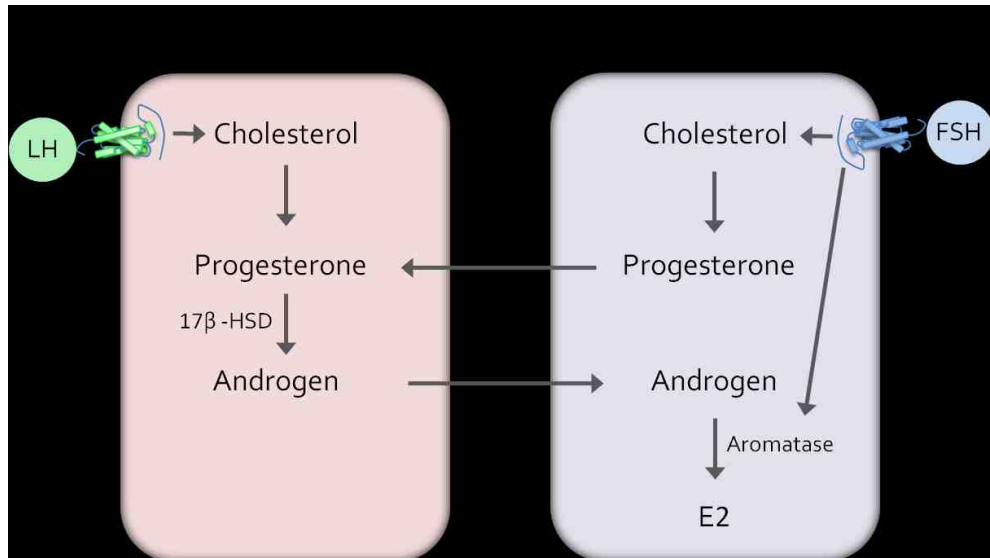 LH
Cholesterol
Progesterone
17β -HSD
Androgen
Cholesterol
FSH
Progesterone
Androgen
Aromatase
E2